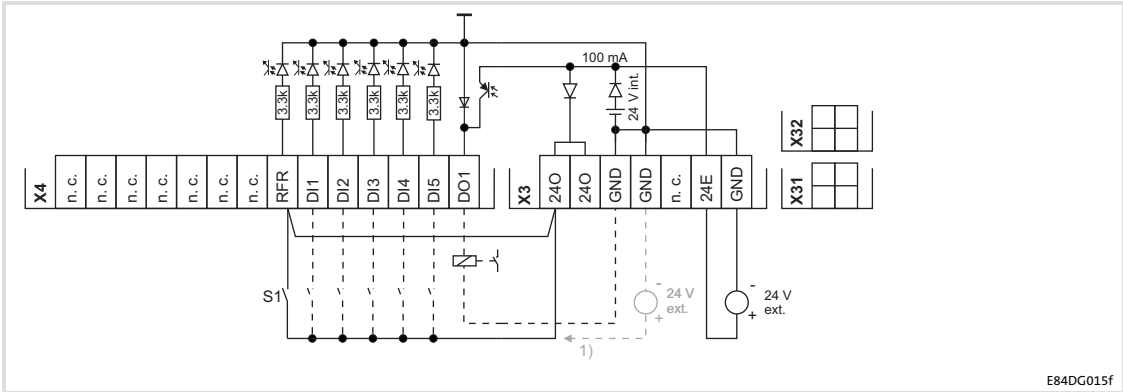 100 mA
3.3k
3.3k
3.3k
3.3k
3.3k
3.3k
24 V int.
X4
n. c.
n. c.
n. c.
n. c.
n. c.
n. c.
n. c.
RFR
DI1
DI2
DI3
DI4
DI5
DO1
X3
24O
24O
GND
GND
n. c.
24E
GND
X32
X31
S1
-
24 V
ext.
+
-
24 V
ext.
+
1)
E84DG015f